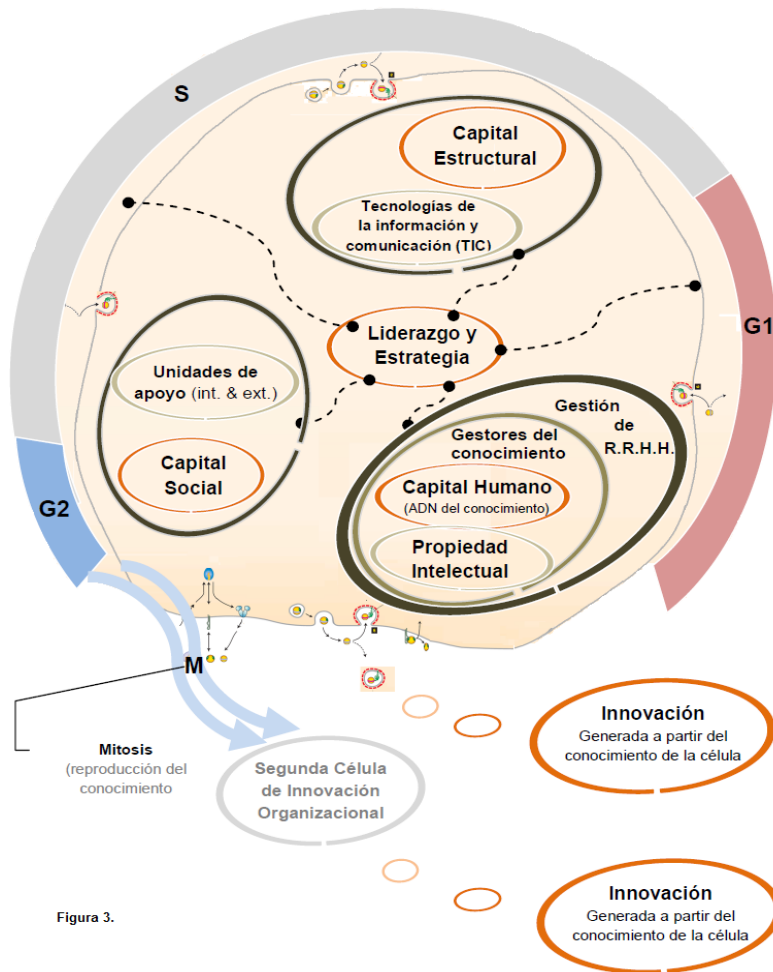 S
Capital
Estructural
Tecnologías de
la información y
comunicación (TIC)
G1
Liderazgo y
Estrategia
Unidades de
apoyo (int. & ext.)
Capital
Social
Gestión
de
R.R.H.H.
Gestores del
conocimiento
Capital Humano
(ADN del conocimiento)
Propiedad
Intelectual
G2
M
Mitosis
(reproducción del
conocimiento
Segunda Célula
de Innovación
Organizacional
Innovación
Generada a partir del
conocimiento de la célula
Innovación
Generada a partir del
conocimiento de la célula
Figura 3.